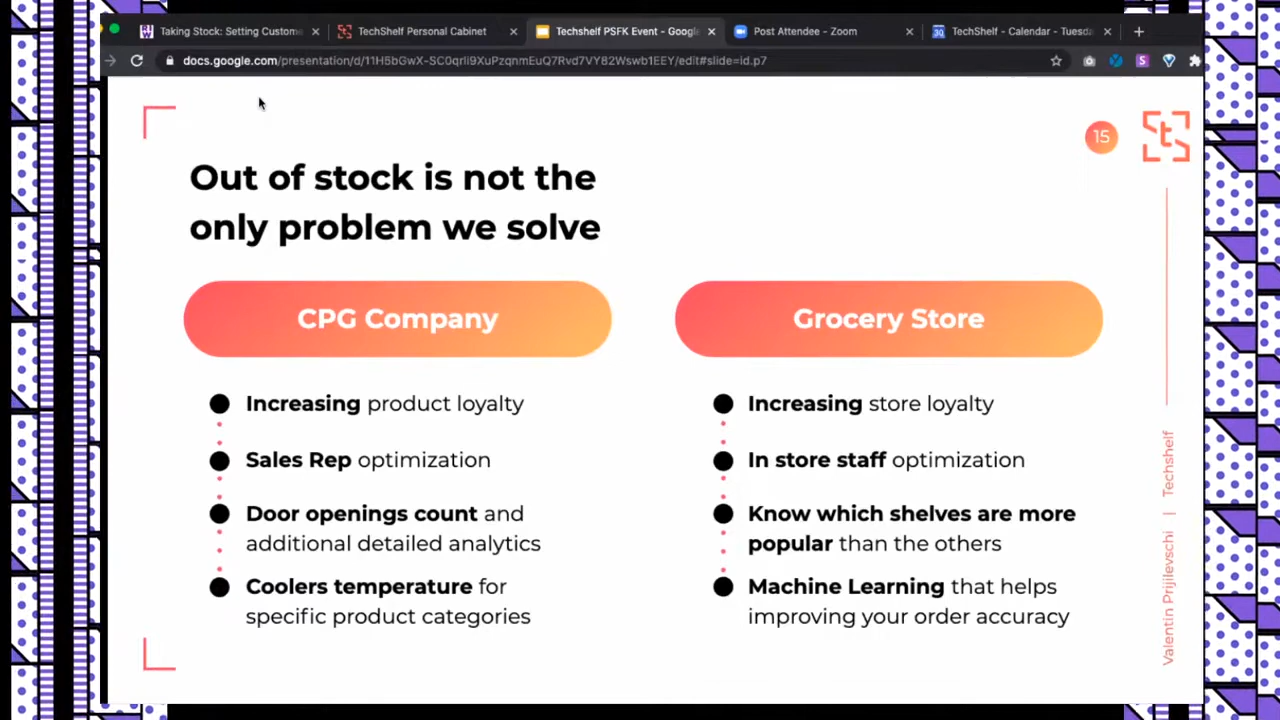 Taking Stock: Setting Custome
TechShelf Personal Cabinet
Techshelf PSFK Event - Google
Post Attendee - Zoom
TechShelf - Calendar - Tuesda
docs.google.com/presentation/d/11H5bGwX-SC0qrli9XuPzqnmEuQ7Rvd7VY82Wswb1EEY/edit#slide=id.p7
15
Out of stock is not the
only problem we solve
CPG Company
Increasing product loyalty
Sales Rep optimization
Door openings count and
additional detailed analytics
Coolers temperature for
specific product categories
Grocery Store
Increasing store loyalty
In store staff optimization
Know which shelves are more
popular than the others
Machine Learning that helps
improving your order accuracy
Valentin Prijilevschi | Techshelf